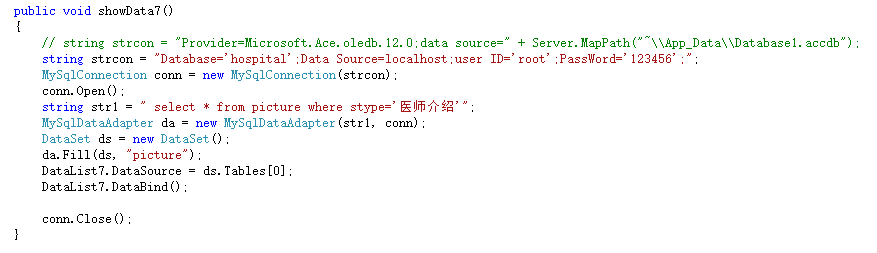 public void showData7()
{
// string strcon = "Provider=Microsoft.Ace.oledb.12.0;data source=" + Server.MapPath("~\\App_Data\\Database1.accdb");
string strcon = "Database='hospital';Data Source=localhost;user ID='root';PassWord='123456';";
MySqlConnection conn = new MySqlConnection(strcon);
conn.Open();
string str1 = " select * from picture where stype='医师介绍'";
MySqlDataAdapter da = new MySqlDataAdapter(str1, conn);
DataSet ds = new DataSet();
da.Fill(ds, "picture");
DataList7.DataSource = ds.Tables[0];
DataList7.DataBind();
conn.Close();
}